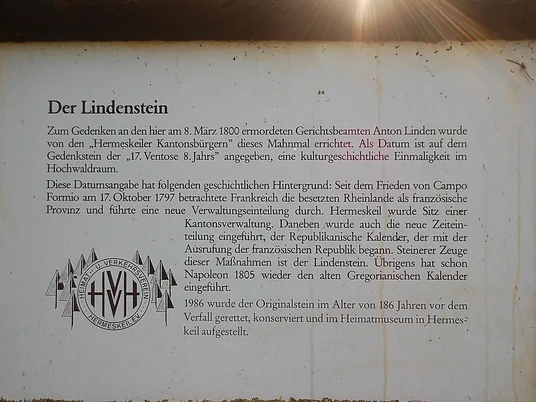 Der Lindenstein
Zum Gedenken an den hier am 8. März 1800 ermordeten Gerichtsbeamten Anton Linden wurde
von den „Hermeskeiler Kantonsbürgern" dieses Mahnmal errichtet. Als Datum ist auf dem
Gedenkstein der „17. Ventose 8. Jahrs" angegeben, eine kulturgeschichtliche Einmaligkeit im
Hochwaldraum.
Diese Datumsangabe hat folgenden geschichtlichen Hintergrund: Seit dem Frieden von Campo
Formio am 17. Oktober 1797 betrachtete Frankreich die besetzten Rheinlande als französische
Provinz und führte eine neue Verwaltungseinteilung durch. Hermeskeil wurde Sitz einer
Kantonsverwaltung. Daneben wurde auch die neue Zeitein-
teilung eingeführt, der Republikanische Kalender, der mit der
Ausrufung der französischen Republik begann. Steinerer Zeuge
dieser Maßnahmen ist der Lindenstein. Übrigens hat schon
Napoleon 1805 wieder den alten Gregorianischen Kalender
eingeführt.
1986 wurde der Originalstein im Alter von 186 Jahren vor dem
Verfall gerettet, konserviert und im Heimatmuseum in Hermes-
keil aufgestellt.
HEIMAT- U. VERKEHRSVEREIN
HVH
HERMESKEIL E.V.